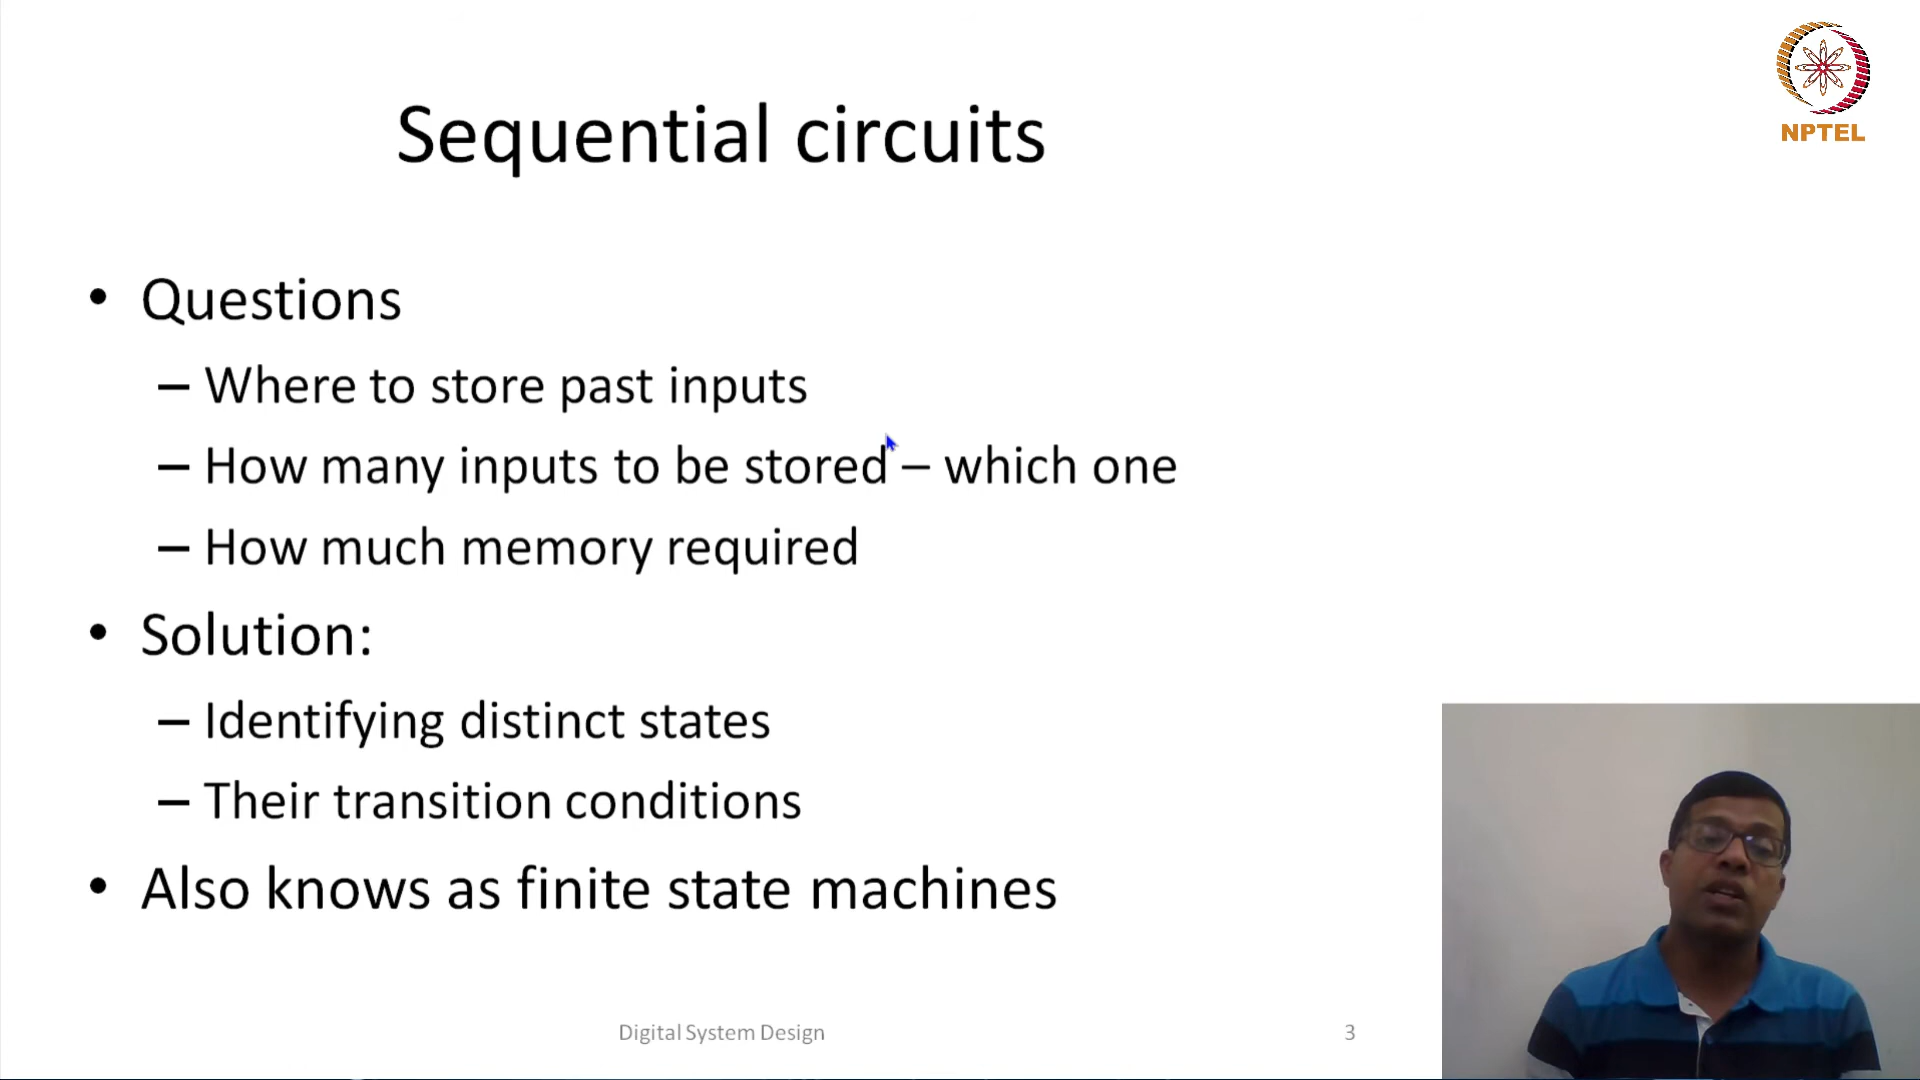 NPTEL
Sequential circuits
• Questions
– Where to store past inputs
– How many inputs to be stored – which one
– How much memory required
• Solution:
– Identifying distinct states
– Their transition conditions
• Also knows as finite state machines
Digital System Design
3